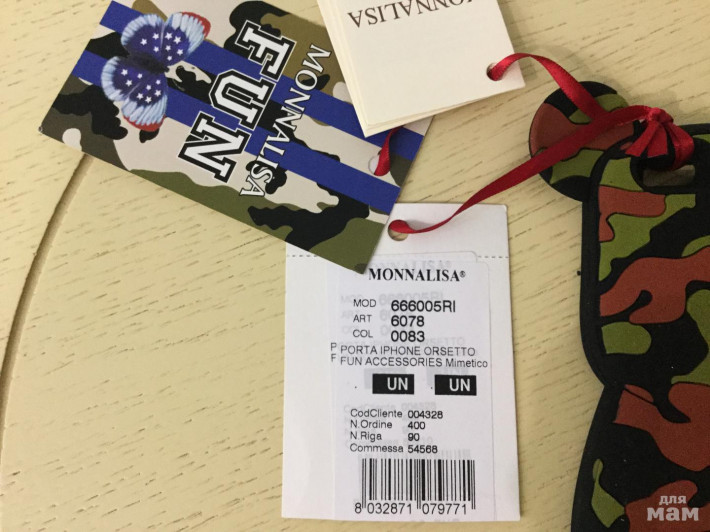 MONNALISA
MONNALISA
FUN
MONNALISA®
MOD 666005RI
ART 6078
COL 0083
PORTA IPHONE ORSETTO
FUN ACCESSORIES Mimetico
UN UN
CodCliente 004328
N.Ordine 400
N.Riga 90
Commessa 54568
8 032871 079771
для
мам